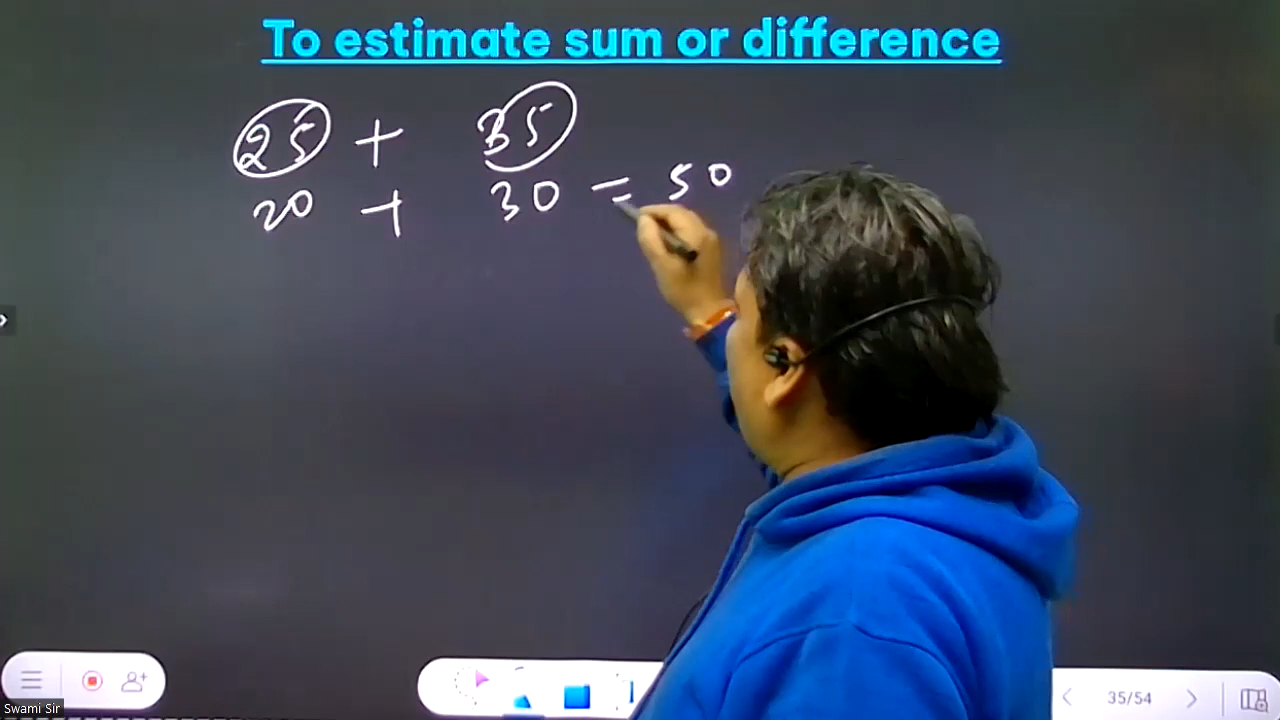 To estimate sum or difference
25 + 35
20 + 30 = 50
35/54
Swami Sir